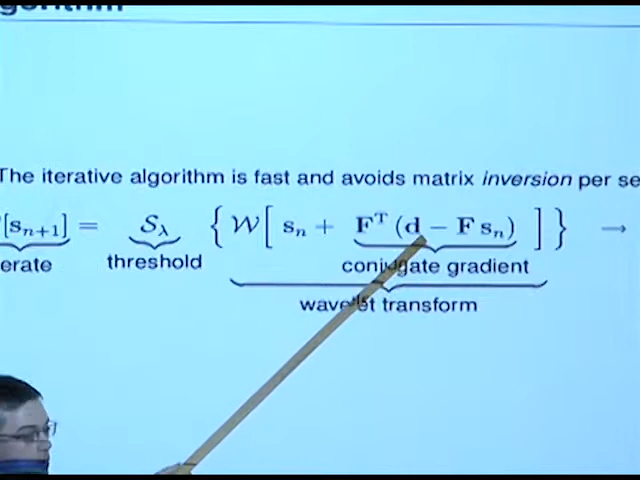 The iterative algorithm is fast and avoids matrix inversion per se
[s_{n+1}] = S_λ { W [ s_n + F^T (d − F s_n) ] } →
erate threshold conjugate gradient
wavelet transform